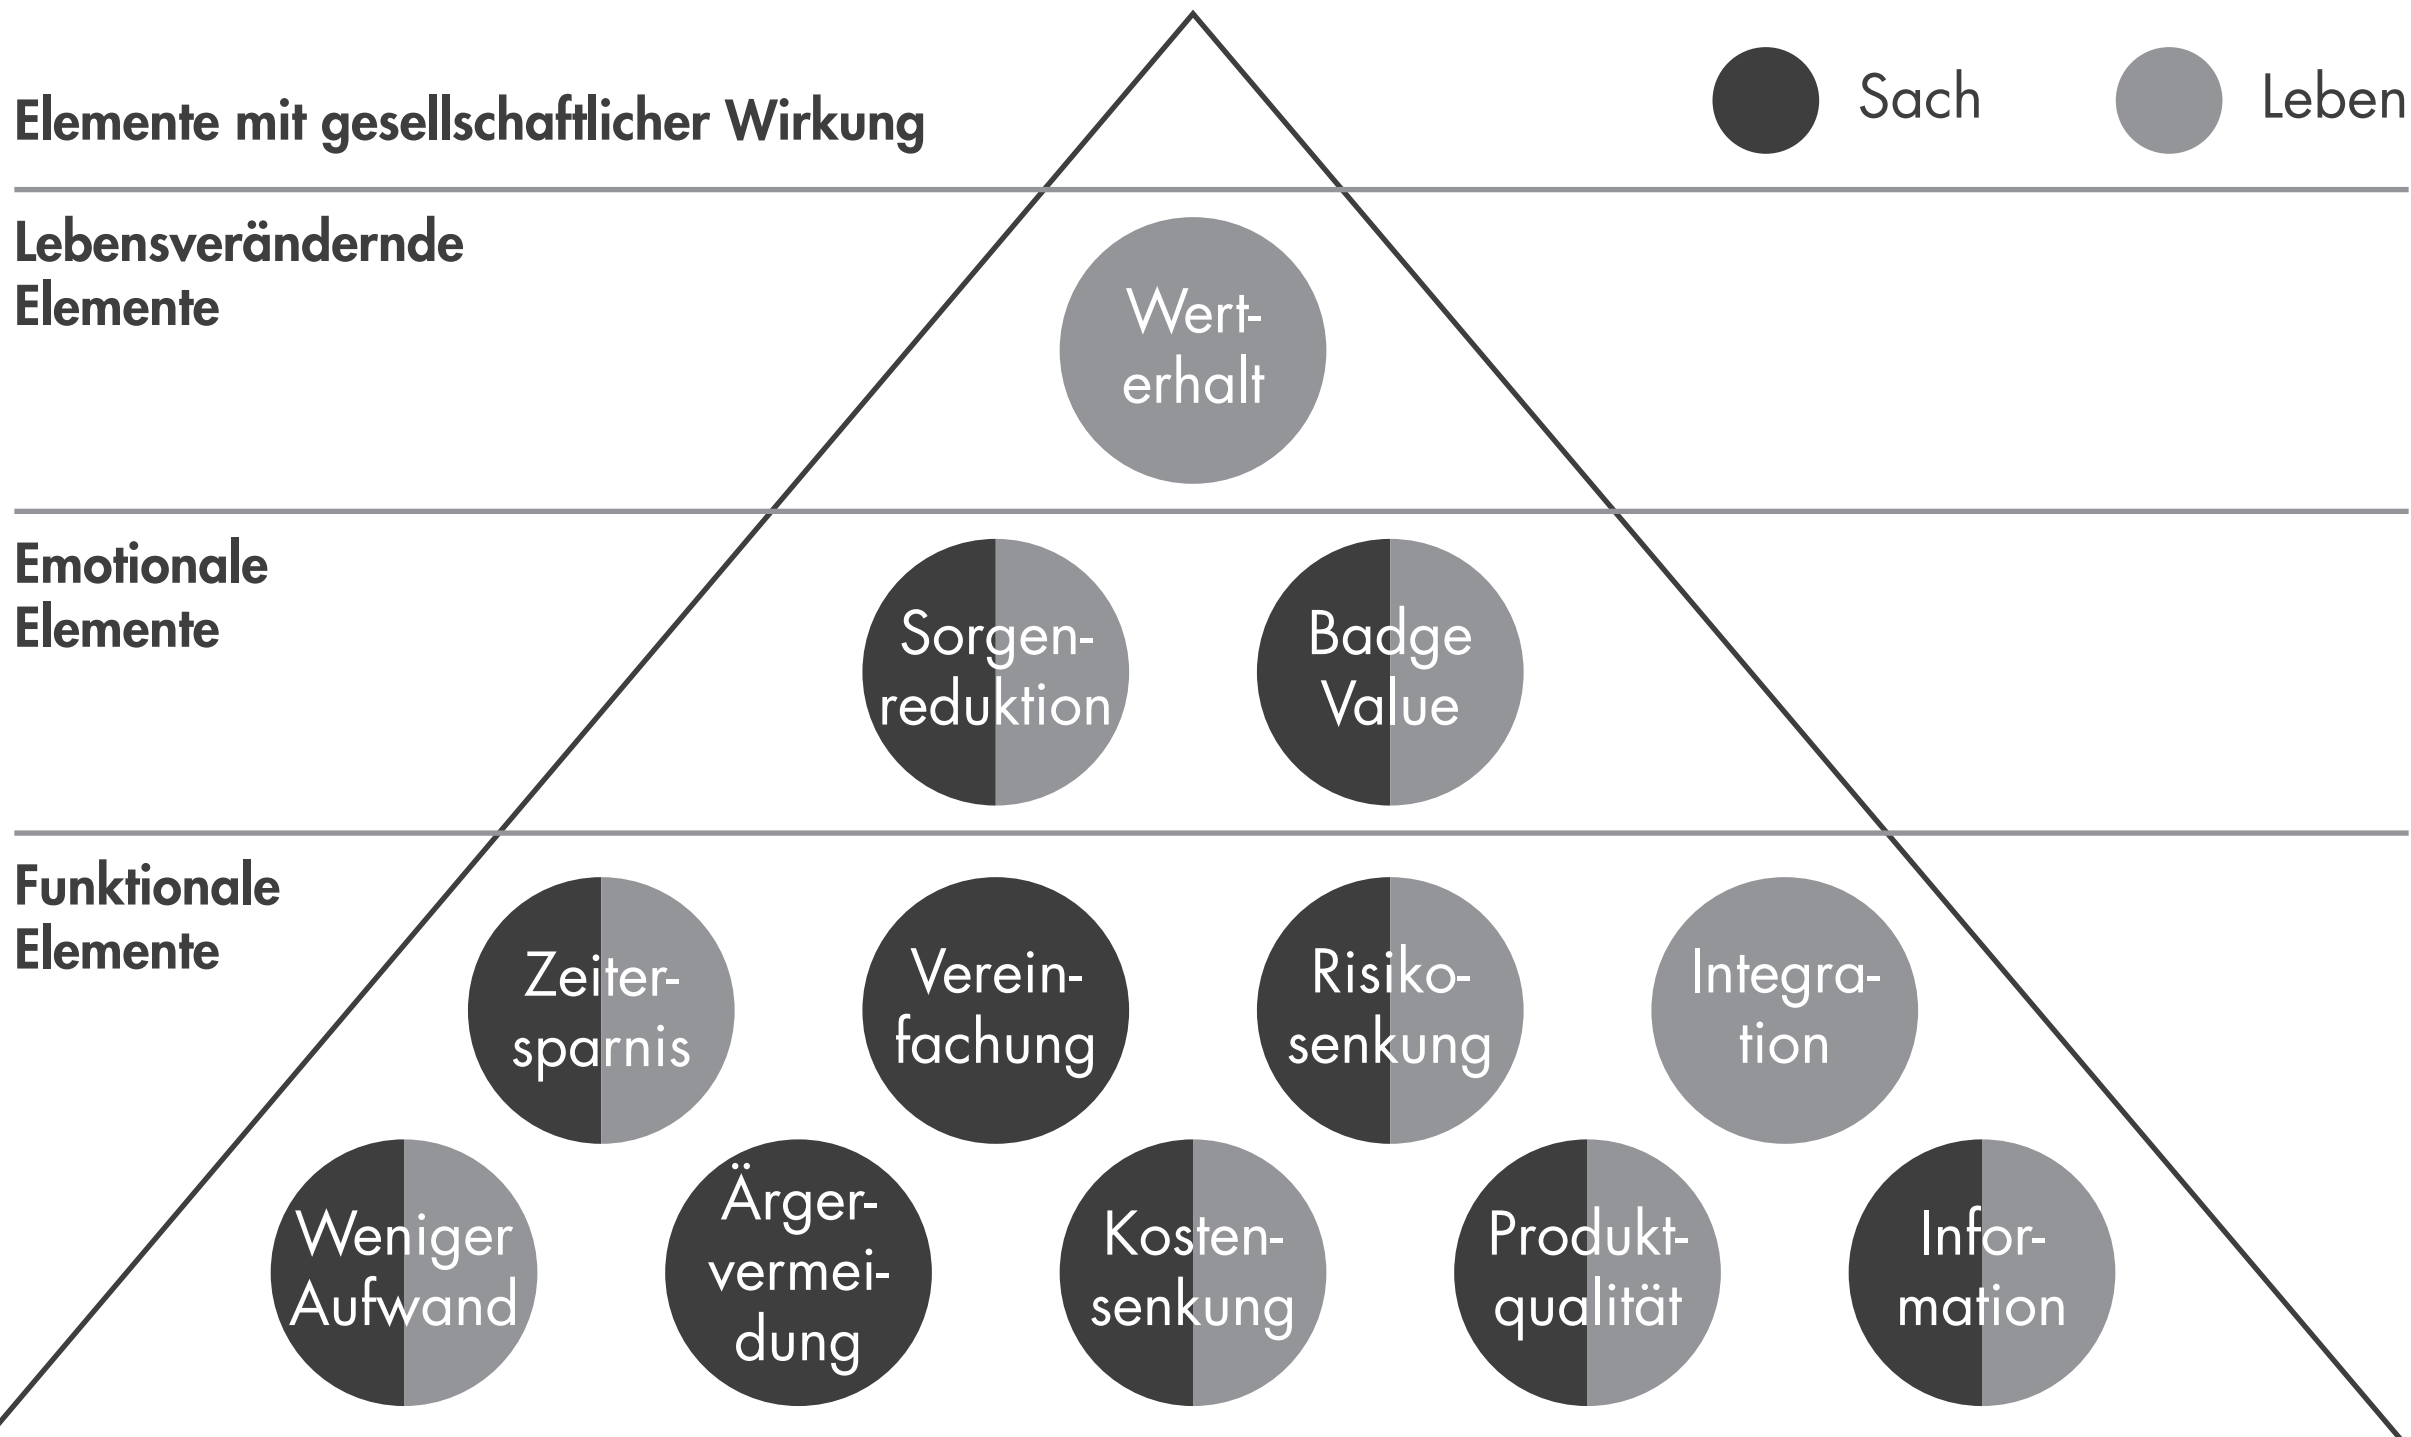 Elemente mit gesellschaftlicher Wirkung
Sach
Leben
Lebensverändernde
Elemente
Wert-
erhalt
Emotionale
Elemente
Sorgen-
reduktion
Badge
Value
Funktionale
Elemente
Zeiter-
sparnis
Verein-
fachung
Risiko-
senkung
Integra-
tion
Weniger
Aufwand
Ärger-
vermei-
dung
Kosten-
senkung
Produkt-
qualität
Infor-
mation